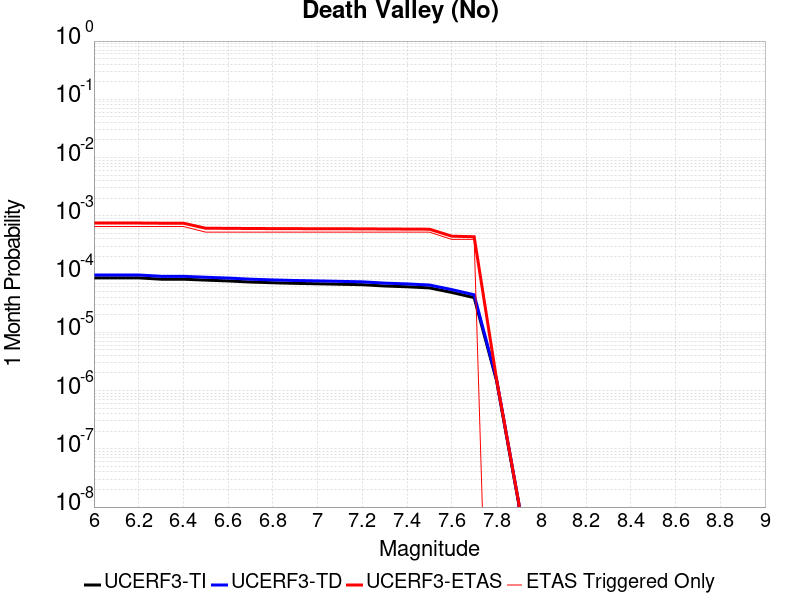 Death Valley (No)
10^0
10^-1
10^-2
10^-3
10^-4
10^-5
10^-6
10^-7
10^-8
1 Month Probability
6 6.2 6.4 6.6 6.8 7 7.2 7.4 7.6 7.8 8 8.2 8.4 8.6 8.8 9
Magnitude
UCERF3-TI UCERF3-TD UCERF3-ETAS ETAS Triggered Only